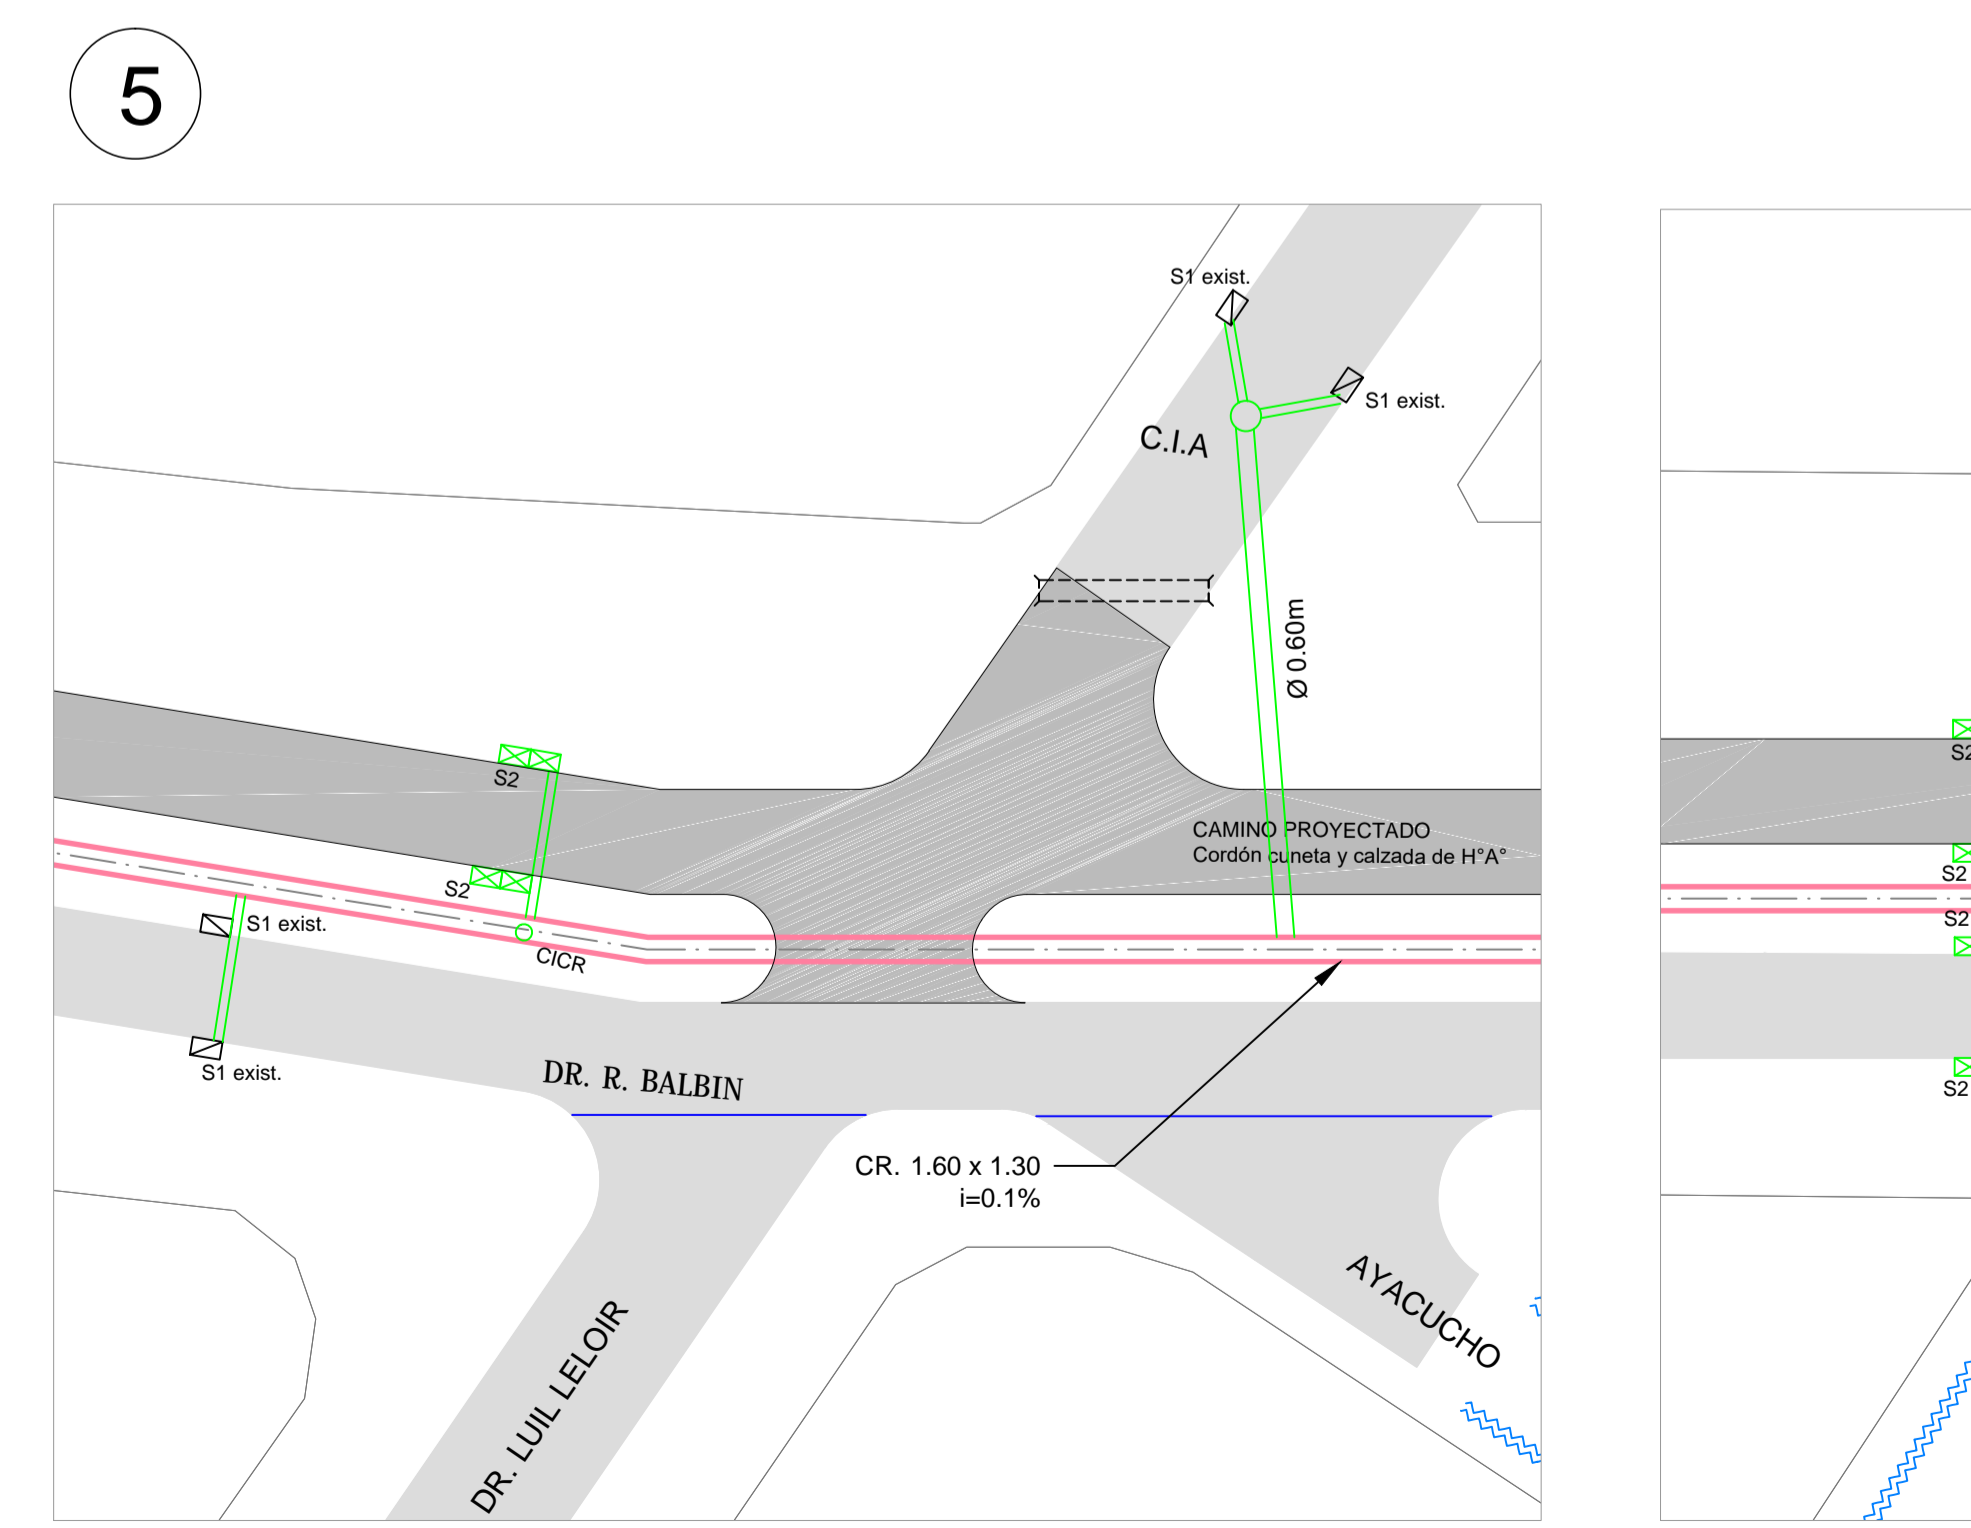 5
S1 exist.
S1 exist.
C.I.A
Ø 0.60m
S2
CAMINO PROYECTADO
Cordón cuneta y calzada de H°A°
S2
S1 exist.
CICR
S1 exist.
DR. R. BALBIN
CR. 1.60 x 1.30
i=0.1%
AYACUCHO
DR. LUIL LELOIR
S2
S2
S2
S2